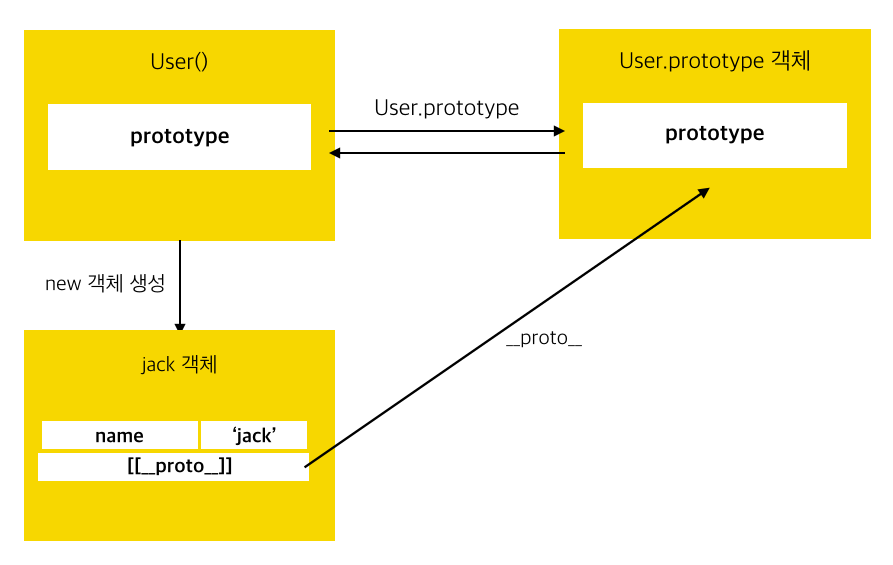 User()
prototype
User.prototype
User.prototype 객체
prototype
new 객체 생성
__proto__
jack 객체
name
‘jack’
[[__proto__]]